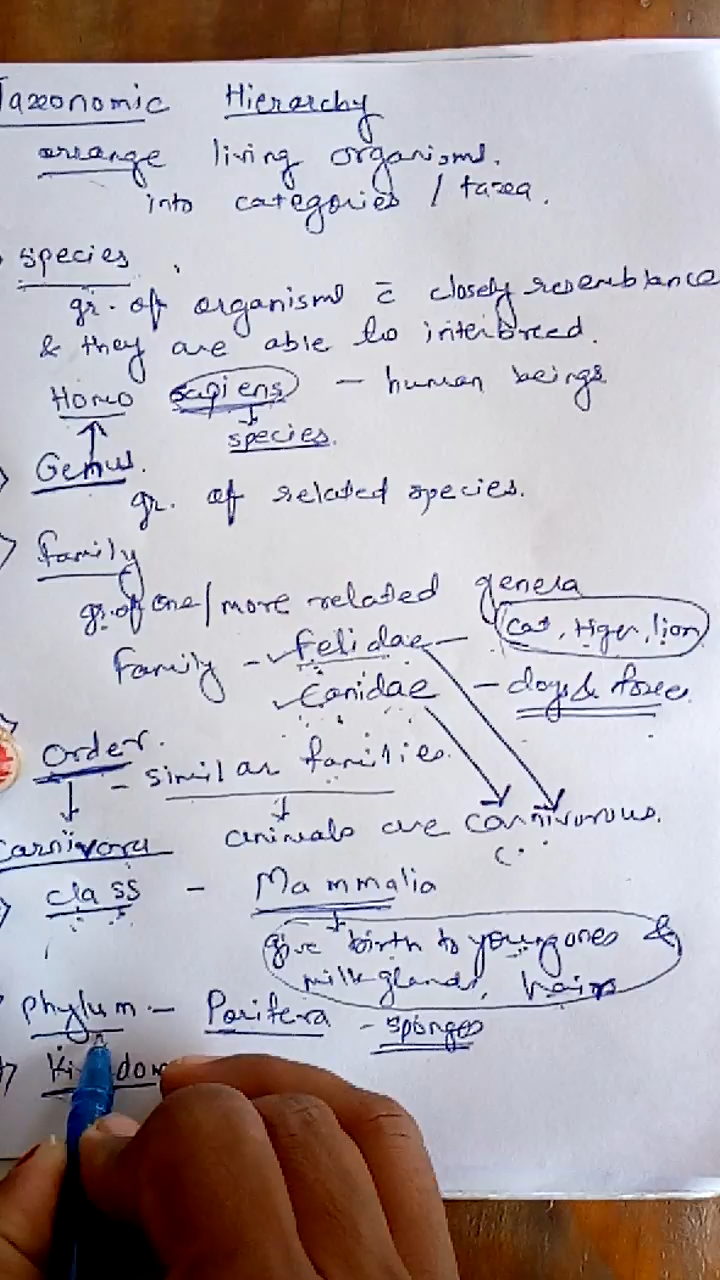 Taxonomic Hierarchy
arrange living organisms.
into categories / taxa.
species
gr. of organisms c̄ closely resemblance
& they are able to interbreed.
Homo sapiens - human beings
species.
Genus.
gr. of related species.
family
gr. of one/more related genera
Family - Felidae - cat, tiger, lion
Canidae - dogs & foxes
Order.
- similar families.
Carnivora animals are carnivorous.
class - Mammalia
give birth to young ones &
milk glands, hairs
Phylum - Porifera - sponges